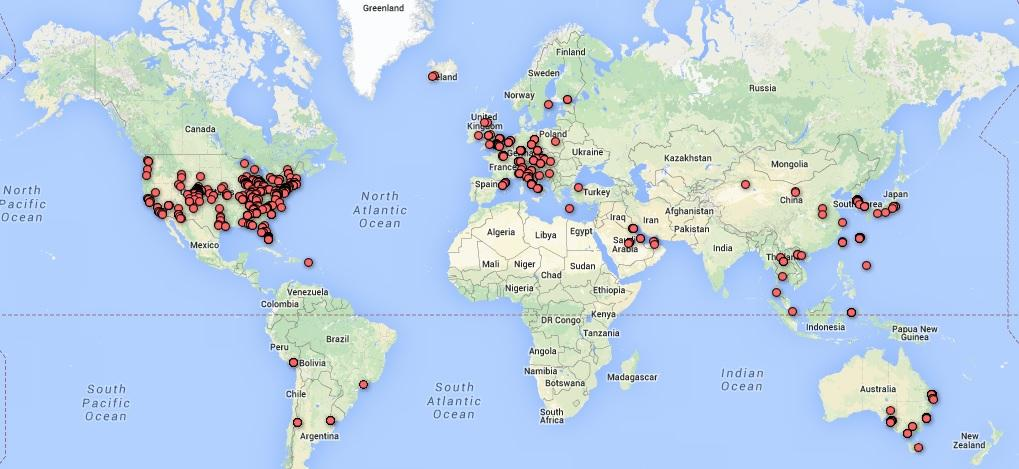 Greenland
eland
Finland
Sweden
Norway
Russia
United
Kingdom
Canada
Poland
Ukraine
France
Kazakhstan
Mongolia
North
Pacific
Ocean
North
Atlantic
Ocean
Spain
Turkey
China
Japan
South Korea
Iraq
Iran
Afghanistan
Pakistan
Algeria
Libya
Egypt
Saudi
Arabia
India
Mexico
Mali
Niger
Chad
Sudan
Nigeria
Ethiopia
Venezuela
Colombia
DR Congo
Kenya
Tanzania
Indonesia
Papua New
Guinea
Brazil
Peru
Bolivia
Angola
Namibia
Botswana
Madagascar
Indian
Ocean
Chile
South
Pacific
Ocean
South
Atlantic
Ocean
Australia
South
Africa
Argentina
New
Zealand